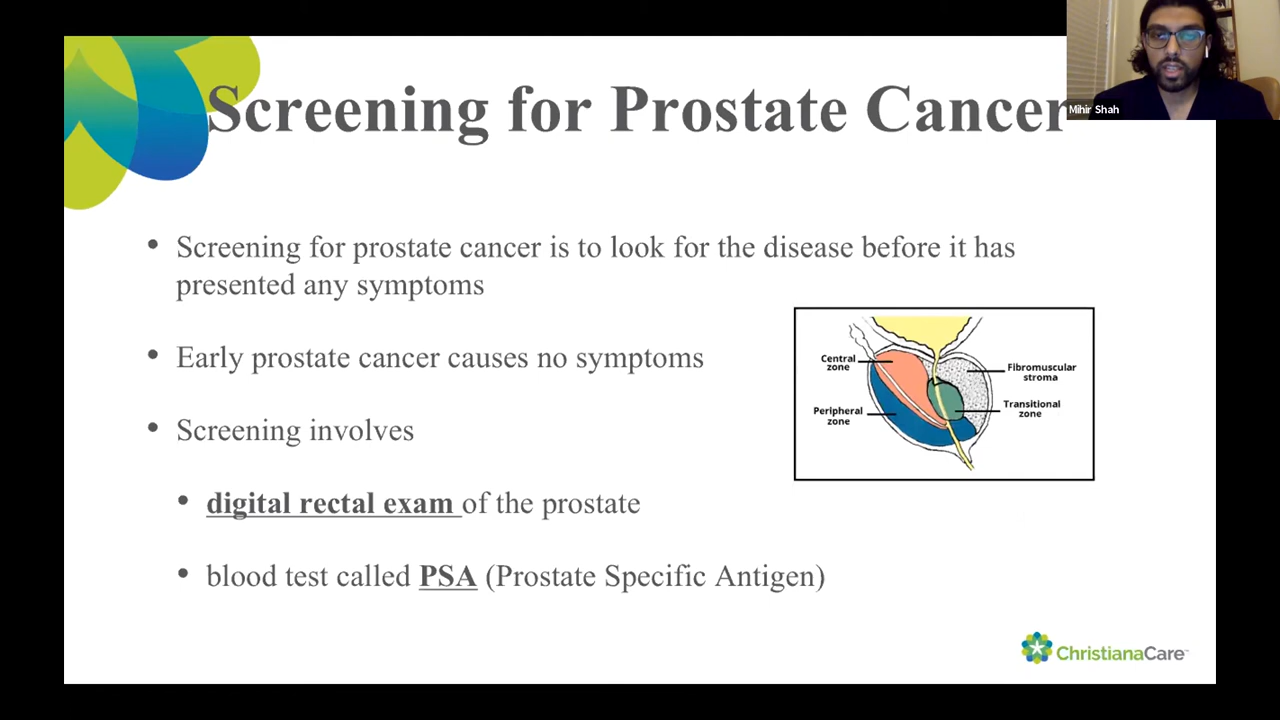 Screening for Prostate Cancer
Mihir Shah
• Screening for prostate cancer is to look for the disease before it has
presented any symptoms
• Early prostate cancer causes no symptoms
• Screening involves
• digital rectal exam of the prostate
• blood test called PSA (Prostate Specific Antigen)
Central
zone
Peripheral
zone
Fibromuscular
stroma
Transitional
zone
ChristianaCare™